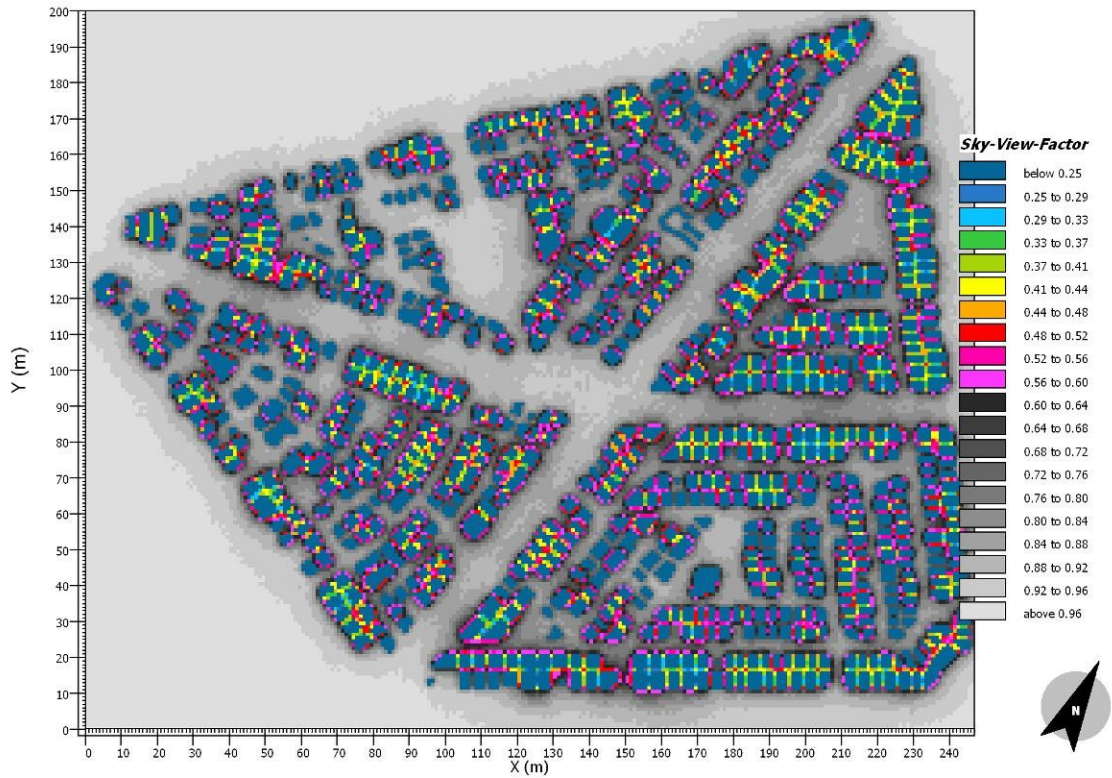 200
190
180
170
160
150
140
130
120
110
100
90
80
70
60
50
40
30
20
10
0
Y (m)
0 10 20 30 40 50 60 70 80 90 100 110 120 130 140 150 160 170 180 190 200 210 220 230 240
X (m)
Sky-View-Factor
below 0.25
0.25 to 0.29
0.29 to 0.33
0.33 to 0.37
0.37 to 0.41
0.41 to 0.44
0.44 to 0.48
0.48 to 0.52
0.52 to 0.56
0.56 to 0.60
0.60 to 0.64
0.64 to 0.68
0.68 to 0.72
0.72 to 0.76
0.76 to 0.80
0.80 to 0.84
0.84 to 0.88
0.88 to 0.92
0.92 to 0.96
above 0.96
N